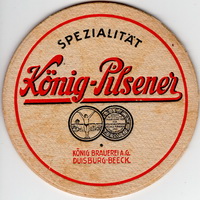 SPEZIALITÄT
König-Pilsener
KÖNIG BRAUEREI A.G.
DUISBURG-BEECK